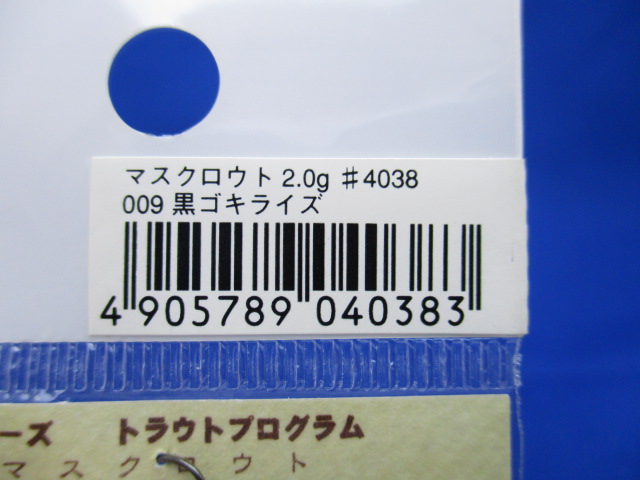 マスクロウト 2.0g ♯4038
009 黒ゴキライズ
4 905789 040383
ーズ　トラウトプログラム
マスクロウト